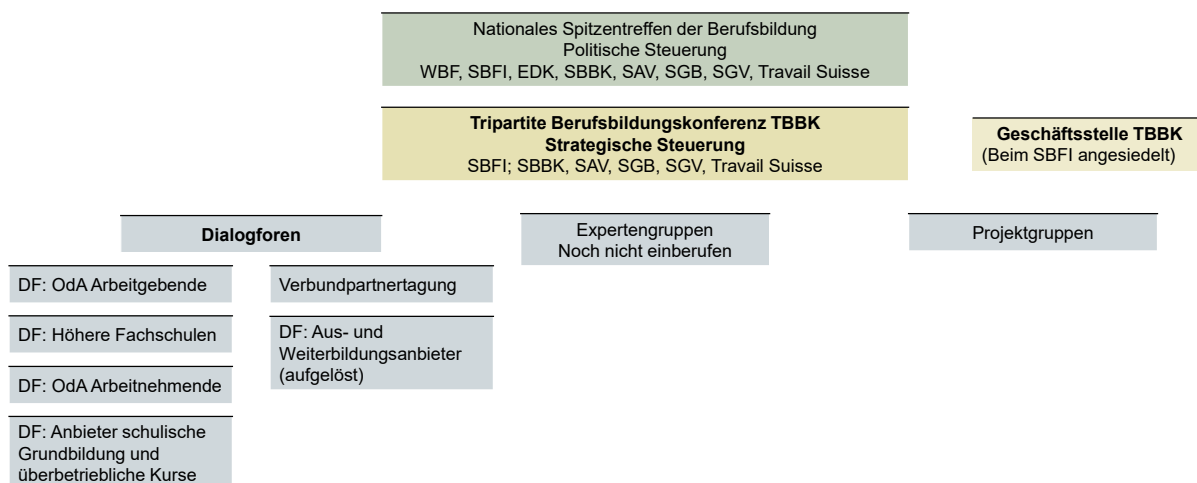 Nationales Spitzentreffen der Berufsbildung
Politische Steuerung
WBF, SBFI, EDK, SBBK, SAV, SGB, SGV, Travail Suisse
Tripartite Berufsbildungskonferenz TBBK
Strategische Steuerung
SBFI; SBBK, SAV, SGB, SGV, Travail Suisse
Geschäftsstelle TBBK
(Beim SBFI angesiedelt)
Dialogforen
Expertengruppen
Noch nicht einberufen
Projektgruppen
DF: OdA Arbeitgebende
Verbundpartnertagung
DF: Höhere Fachschulen
DF: Aus- und
Weiterbildungsanbieter
(aufgelöst)
DF: OdA Arbeitnehmende
DF: Anbieter schulische
Grundbildung und
überbetriebliche Kurse